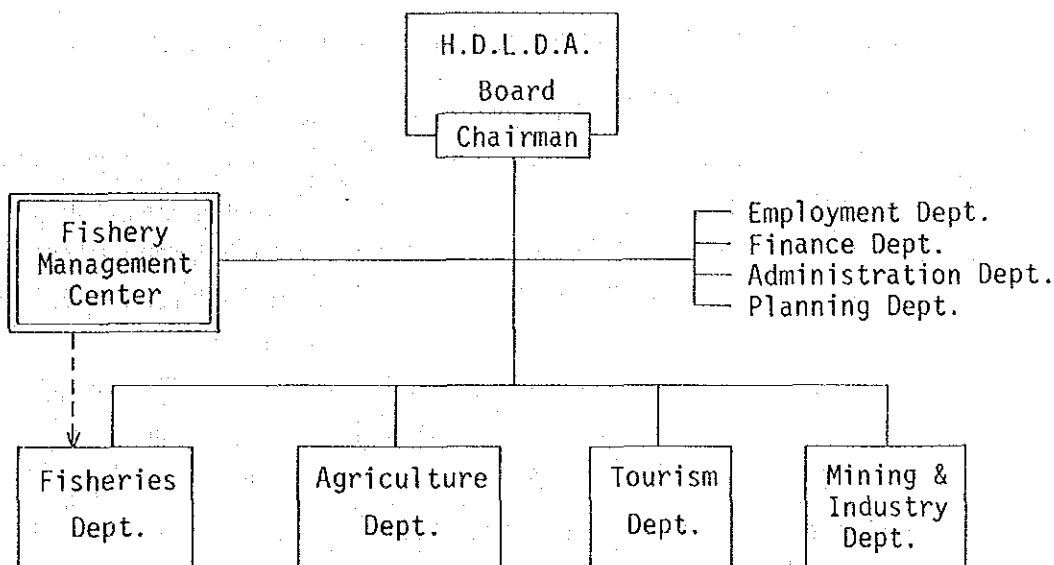 H.D.L.D.A.
Board
Chairman
Fishery
Management
Center
Employment Dept.
Finance Dept.
Administration Dept.
Planning Dept.
Fisheries
Dept.
Agriculture
Dept.
Tourism
Dept.
Mining &
Industry
Dept.